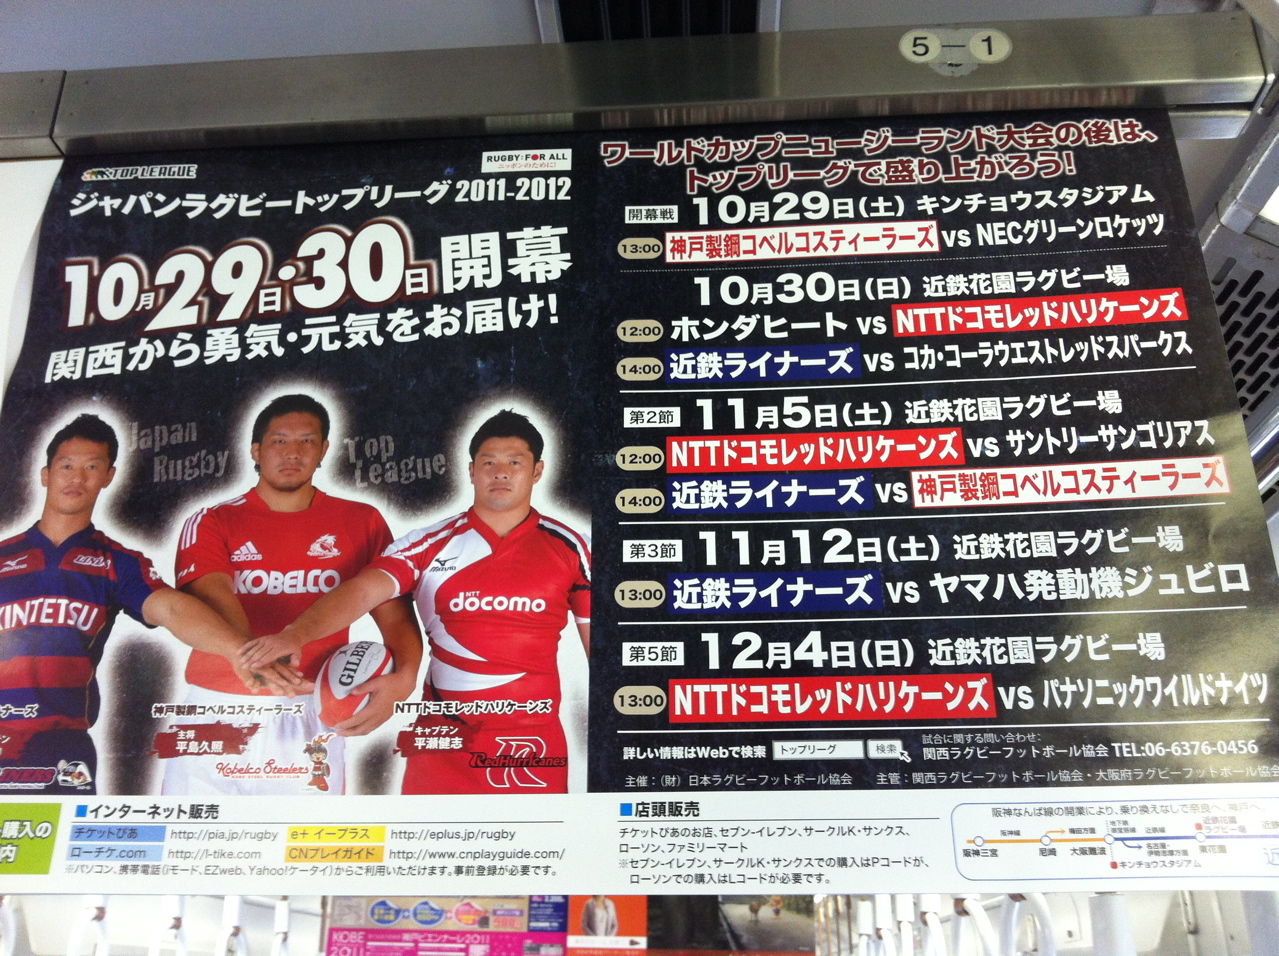 5 — 1
TOP LEAGUE
RUGBY: FOR ALL
ニッポンのために!
ジャパンラグビートップリーグ 2011-2012
10月29日・30日開幕
関西から勇気・元気をお届け!
Japan
Rugby
Top
League
KINTETSU
adidas
KOBELCO
GILBERT
MIZUNO
NTT
döcomo
神戸製鋼コベルコスティーラーズ
主将
平島久照
Kobelco Steelers
NTTドコモレッドハリケーンズ
キャプテン
平瀬健志
RedHurricanes
ワールドカップニュージーランド大会の後は、
トップリーグで盛り上がろう!
開幕戦 10月29日(土) キンチョウスタジアム
13:00 神戸製鋼コベルコスティーラーズ vs NECグリーンロケッツ
10月30日(日) 近鉄花園ラグビー場
12:00 ホンダヒート vs NTTドコモレッドハリケーンズ
14:00 近鉄ライナーズ vs コカ・コーラウエストレッドスパークス
第2節 11月5日(土) 近鉄花園ラグビー場
12:00 NTTドコモレッドハリケーンズ vs サントリーサンゴリアス
14:00 近鉄ライナーズ vs 神戸製鋼コベルコスティーラーズ
第3節 11月12日(土) 近鉄花園ラグビー場
13:00 近鉄ライナーズ vs ヤマハ発動機ジュビロ
第5節 12月4日(日) 近鉄花園ラグビー場
13:00 NTTドコモレッドハリケーンズ vs パナソニックワイルドナイツ
詳しい情報はWebで検索 トップリーグ 検索
試合に関する問い合わせ:
関西ラグビーフットボール協会 TEL:06-6376-0456
主催:(財)日本ラグビーフットボール協会 主管:関西ラグビーフットボール協会・大阪府ラグビーフットボール協会
■インターネット販売
チケットぴあ http://pia.jp/rugby
e+ イープラス http://eplus.jp/rugby
ローチケ.com http://l-tike.com
CNプレイガイド http://www.cnplayguide.com/
※パソコン、携帯電話(iモード、EZweb、Yahoo!ケータイ)からご利用いただけます。事前登録が必要です。
■店頭販売
チケットぴあのお店、セブン-イレブン、サークルK・サンクス、
ローソン、ファミリーマート
※セブン-イレブン、サークルK・サンクスでの購入はPコードが、
ローソンでの購入はLコードが必要です。
阪神なんば線の開業により、乗り換えなしで奈良へ、神戸へ
阪神三宮
阪神線
尼崎
大阪難波
近鉄線
東花園
近鉄花園
ラグビー場
キンチョウスタジアム
KOBE
2011